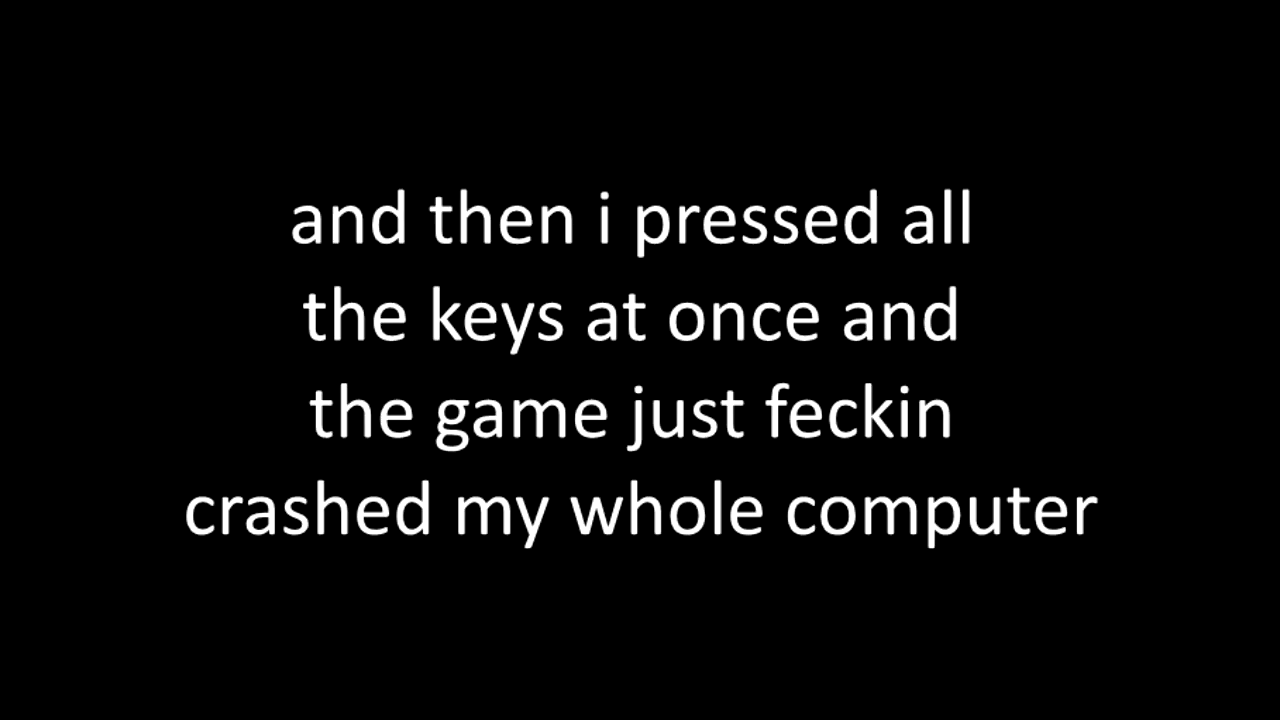 and then i pressed all
the keys at once and
the game just feckin
crashed my whole computer